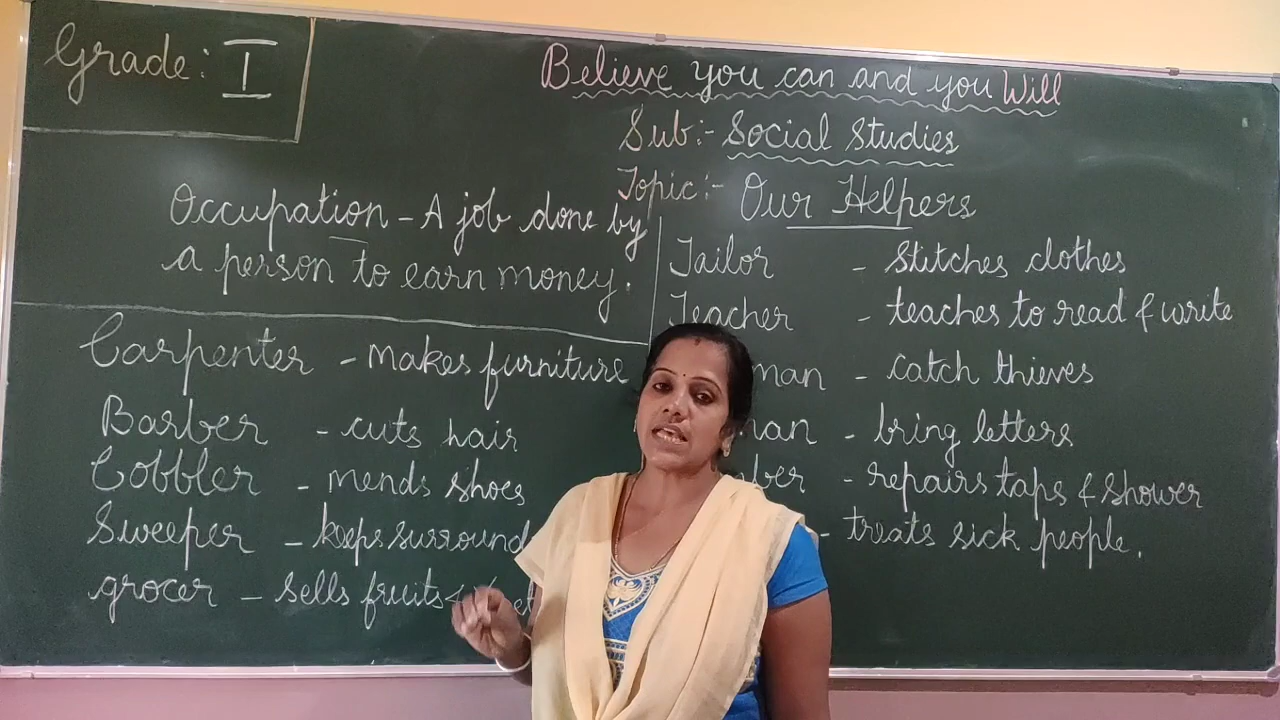 Grade: I
Believe you can and you Will
Sub:- Social Studies
Topic:- Our Helpers
Occupation - A job done by
a person to earn money.
Carpenter - makes furniture
Barber - cuts hair
Cobbler - mends shoes
Sweeper - keeps surround
grocer - sells fruits &
Tailor - Stitches clothes
Teacher - teaches to read & write
man - catch thieves
man - bring letters
ber - repairs taps & shower
- treats sick people.